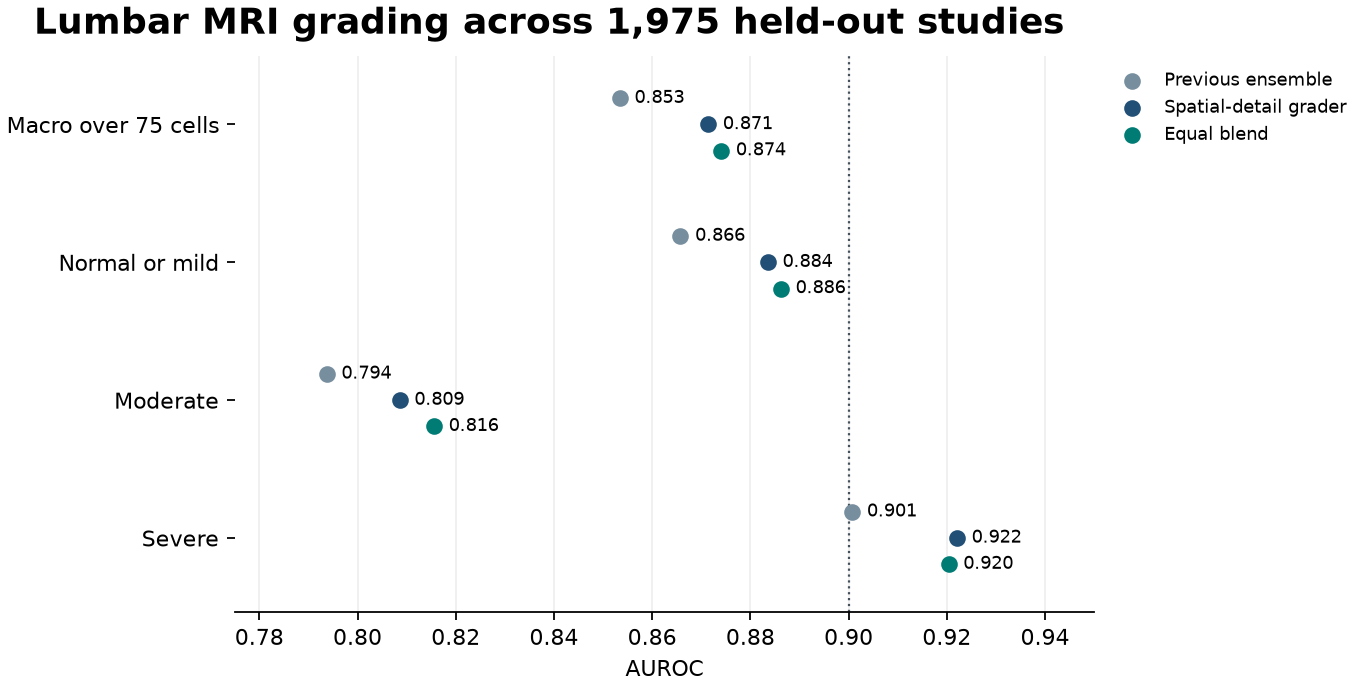 Lumbar MRI grading across 1,975 held-out studies
Previous ensemble
Spatial-detail grader
Equal blend
Macro over 75 cells
0.853
0.871
0.874
Normal or mild
0.866
0.884
0.886
Moderate
0.794
0.809
0.816
Severe
0.901
0.922
0.920
0.78 0.80 0.82 0.84 0.86 0.88 0.90 0.92 0.94
AUROC